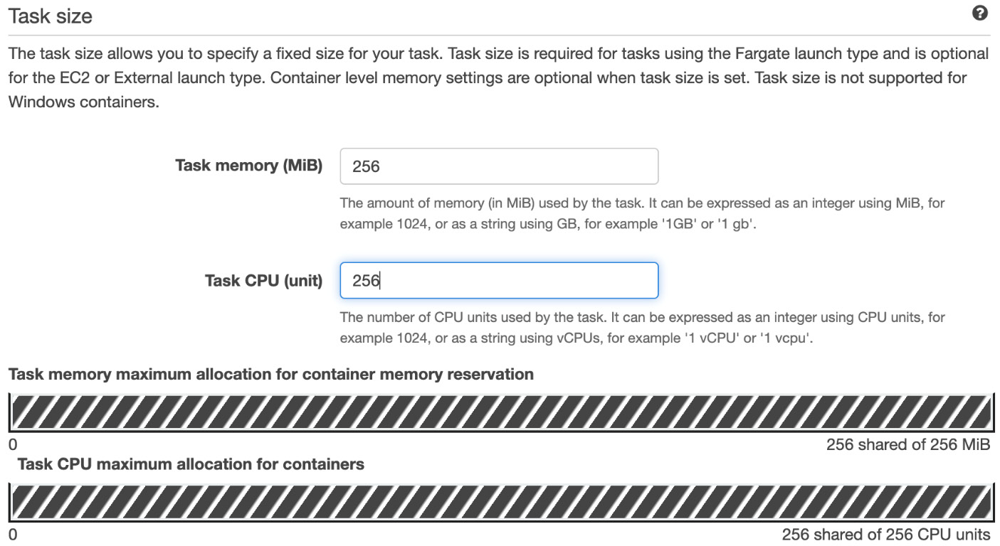 Task size
?
The task size allows you to specify a fixed size for your task. Task size is required for tasks using the Fargate launch type and is optional
for the EC2 or External launch type. Container level memory settings are optional when task size is set. Task size is not supported for
Windows containers.
Task memory (MiB)
256
The amount of memory (in MiB) used by the task. It can be expressed as an integer using MiB, for
example 1024, or as a string using GB, for example '1GB' or '1 gb'.
Task CPU (unit)
256
The number of CPU units used by the task. It can be expressed as an integer using CPU units, for
example 1024, or as a string using vCPUs, for example '1 vCPU' or '1 vcpu'.
Task memory maximum allocation for container memory reservation
0
256 shared of 256 MiB
Task CPU maximum allocation for containers
0
256 shared of 256 CPU units